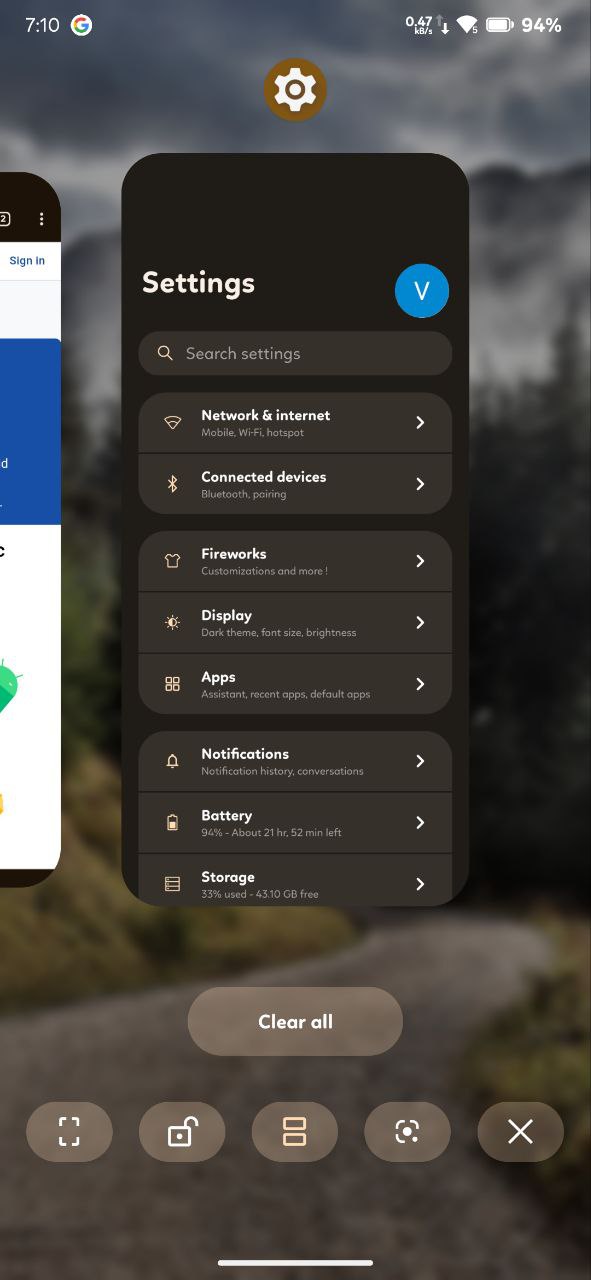 7:10
0.47
kB/s
5
94%
2
Sign in
d
.
c
Settings
V
Search settings
Network & internet
Mobile, Wi-Fi, hotspot
Connected devices
Bluetooth, pairing
Fireworks
Customizations and more !
Display
Dark theme, font size, brightness
Apps
Assistant, recent apps, default apps
Notifications
Notification history, conversations
Battery
94% - About 21 hr, 52 min left
Storage
33% used - 43.10 GB free
Clear all